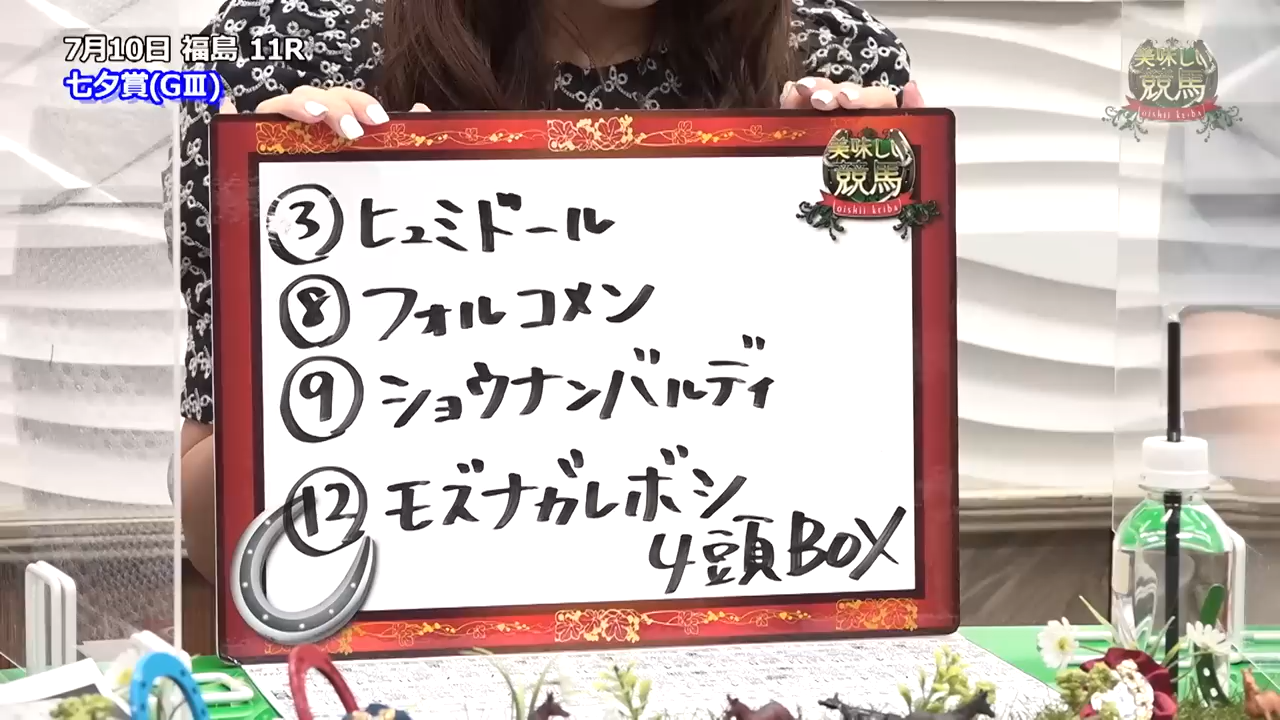 7月10日 福島 11R
七夕賞(GⅢ)
美味しい
競馬
oishii keiba
美味しい
競馬
oishii keiba
③ヒュミドール
⑧フォルコメン
⑨ショウナンバルディ
⑫モズナガレボシ
4頭BOX